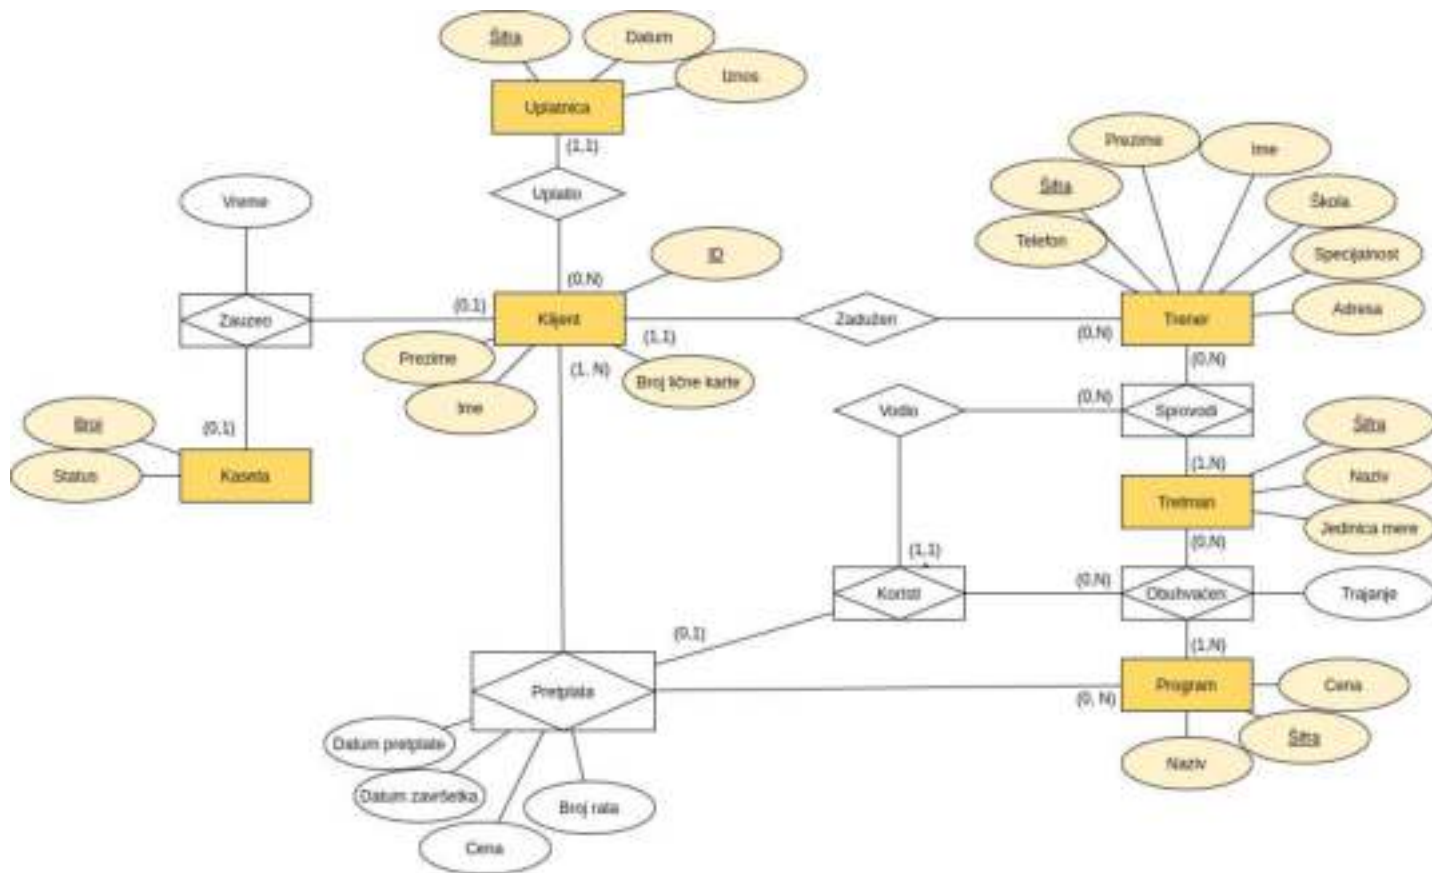 Šifra
Datum
Iznos
Uplatnica
(1,1)
Uplatio
(0,N)
Vreme
Zauzeo
(0,1)
Klijent
ID
(1,1)
Prezime
Ime
(1, N)
Broj lične karte
Zadužen
(0,N)
Trener
Prezime
Ime
Šifra
Škola
Telefon
Specijalnost
Adresa
(0,N)
Vodio
(0,N)
Sprovodi
(1,N)
Šifra
Naziv
Jedinica mere
Tretman
(0,N)
Broj
(0,1)
Status
Kaseta
(1,1)
Koristi
(0,N)
Obuhvaćen
Trajanje
(0,1)
(1,N)
Pretplata
Program
(0, N)
Cena
Šifra
Naziv
Datum pretplate
Datum završetka
Broj rata
Cena